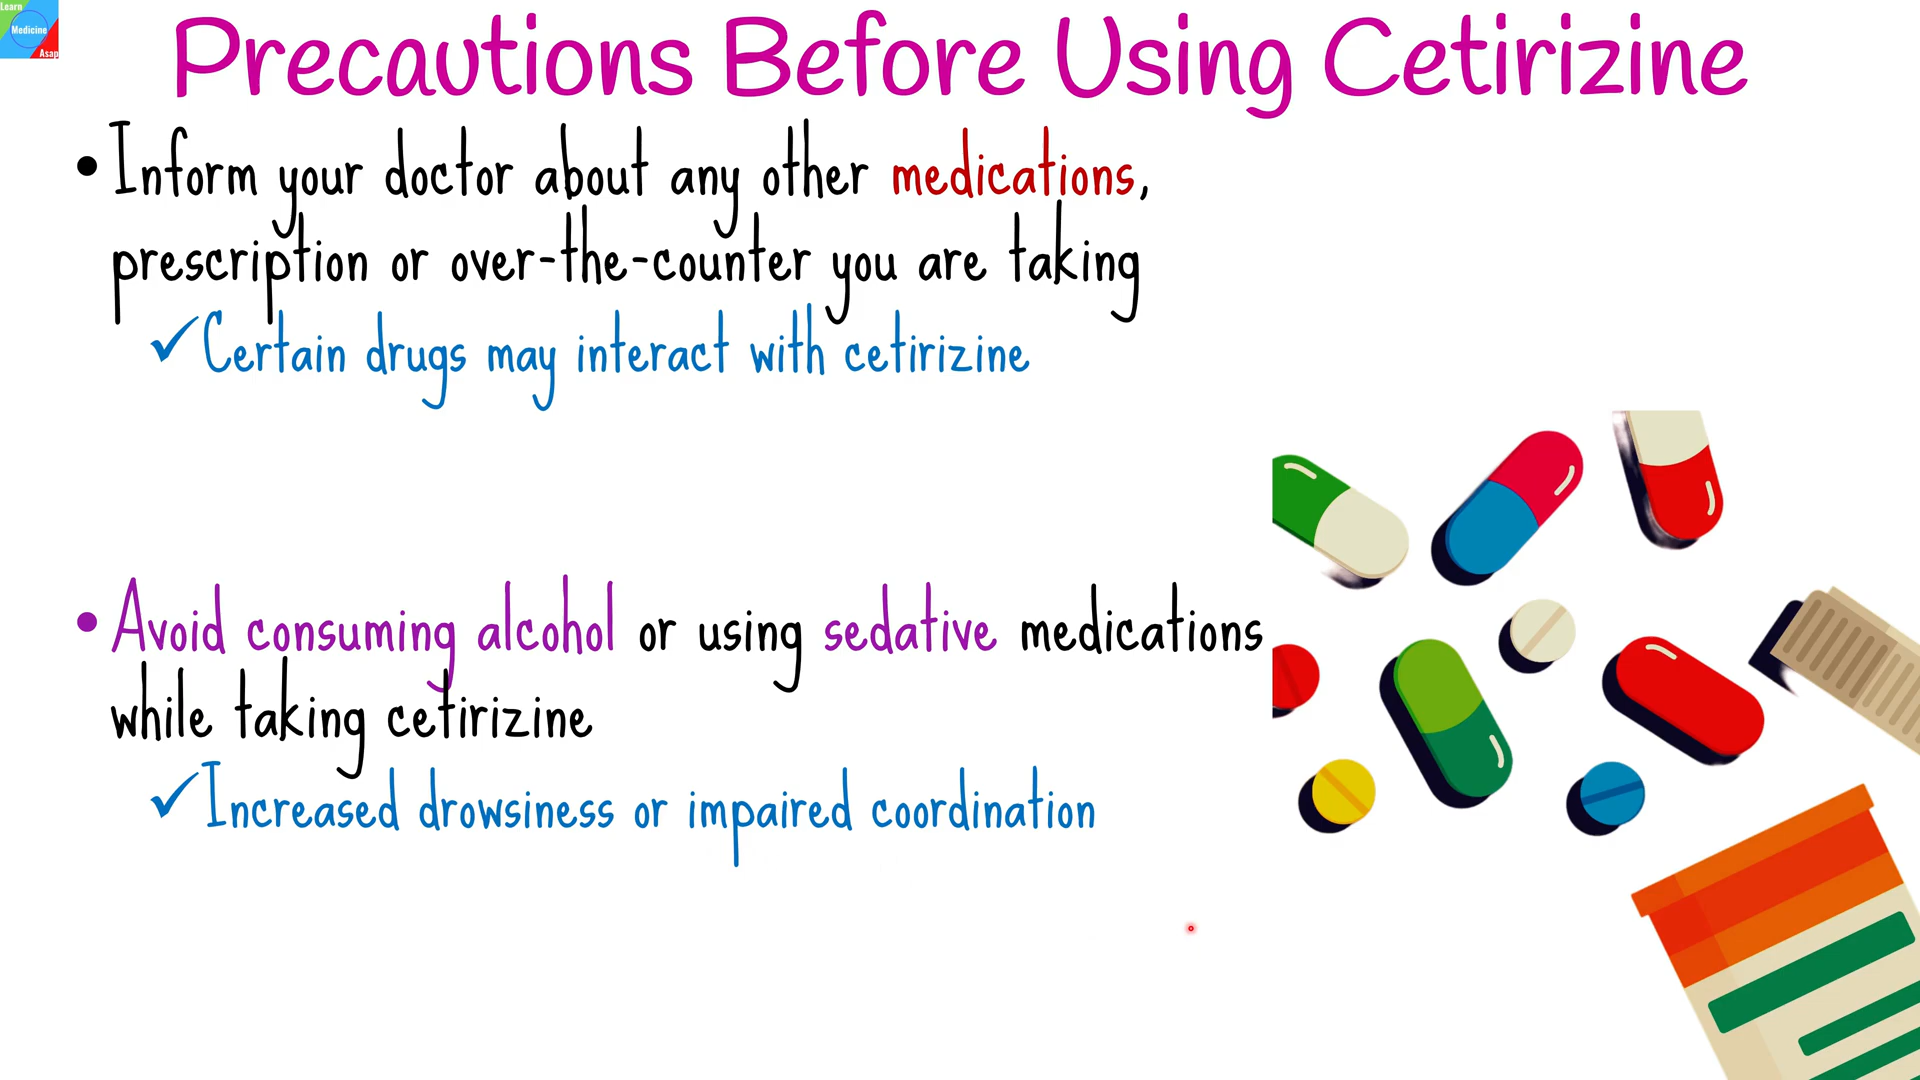 Learn
Medicine
Asap
Precautions Before Using Cetirizine
• Inform your doctor about any other medications,
prescription or over-the-counter you are taking
✓ Certain drugs may interact with cetirizine
• Avoid consuming alcohol or using sedative medications
while taking cetirizine
✓ Increased drowsiness or impaired coordination